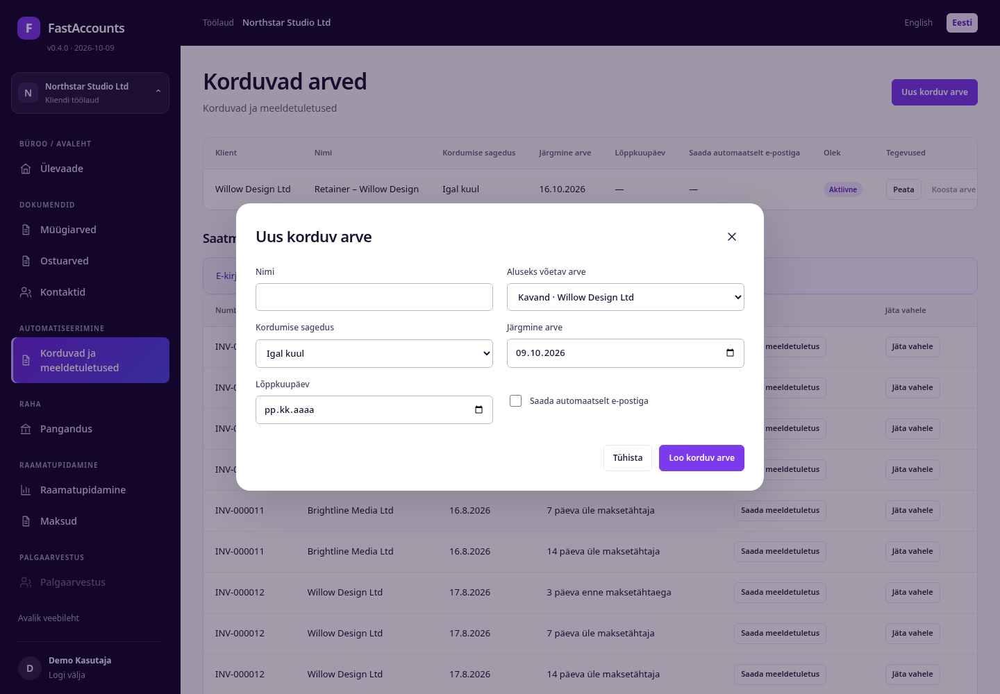 F FastAccounts
v0.4.0 · 2026-10-09
N Northstar Studio Ltd
Kliendi töölaud
BÜROO / AVALEHT
Ülevaade
DOKUMENDID
Müügiarved
Ostuarved
Kontaktid
AUTOMATISEERIMINE
Korduvad ja
meeldetuletused
RAHA
Pangandus
RAAMATUPIDAMINE
Raamatupidamine
Maksud
PALGAARVESTUS
Palgaarvestus
Avalik veebileht
D Demo Kasutaja
Logi välja
Töölaud Northstar Studio Ltd English Eesti
Korduvad arved
Korduvad ja meeldetuletused
Uus korduv arve
Klient Nimi Kordumise sagedus Järgmine arve Lõppkuupäev Saada automaatselt e-postiga Olek Tegevused
Willow Design Ltd Retainer – Willow Design Igal kuul 16.10.2026 — — Aktiivne Peata Koosta arve
Uus korduv arve
Nimi
Aluseks võetav arve
Kavand · Willow Design Ltd
Kordumise sagedus
Igal kuul
Järgmine arve
09.10.2026
Lõppkuupäev
pp.kk.aaaa
Saada automaatselt e-postiga
Tühista Loo korduv arve
Jäta vahele
meeldetuletus Jäta vahele
meeldetuletus Jäta vahele
meeldetuletus Jäta vahele
meeldetuletus Jäta vahele
INV-000011 Brightline Media Ltd 16.8.2026 7 päeva üle maksetähtaja Saada meeldetuletus Jäta vahele
INV-000011 Brightline Media Ltd 16.8.2026 14 päeva üle maksetähtaja Saada meeldetuletus Jäta vahele
INV-000012 Willow Design Ltd 17.8.2026 3 päeva enne maksetähtaega Saada meeldetuletus Jäta vahele
INV-000012 Willow Design Ltd 17.8.2026 7 päeva üle maksetähtaja Saada meeldetuletus Jäta vahele
INV-000012 Willow Design Ltd 17.8.2026 14 päeva üle maksetähtaja Saada meeldetuletus Jäta vahele